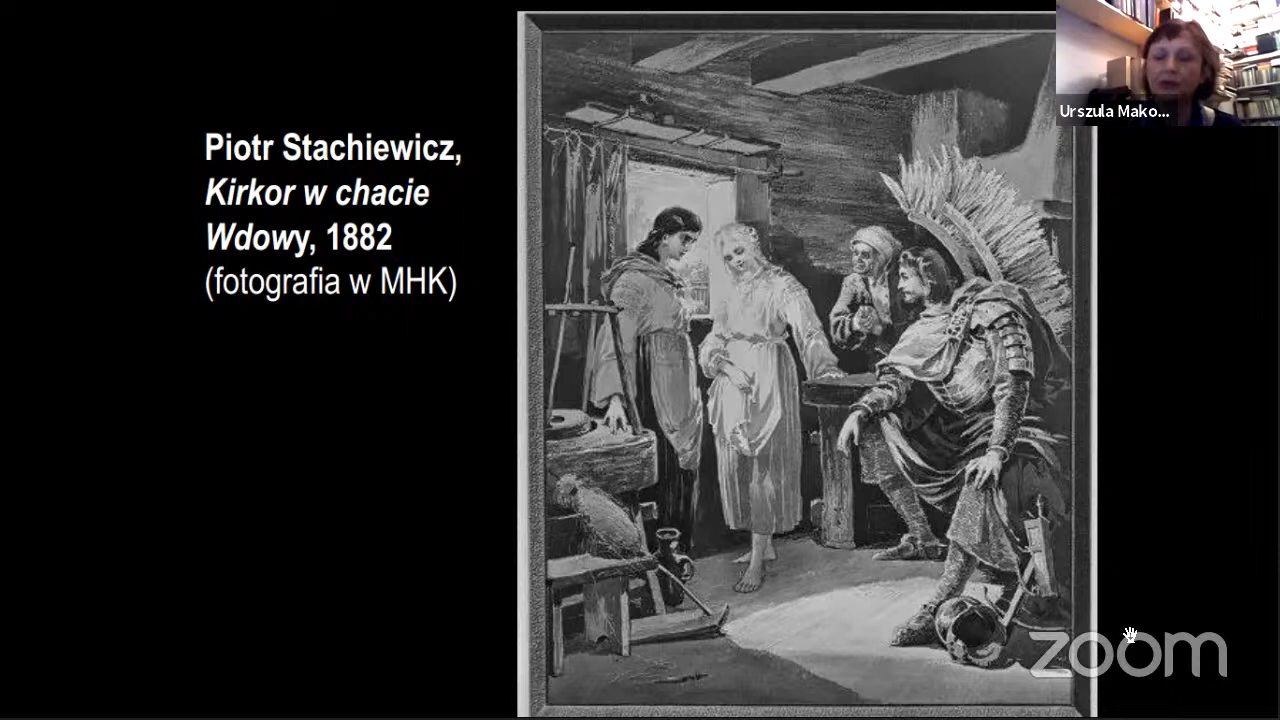 Piotr Stachiewicz,
Kirkor w chacie
Wdowy, 1882
(fotografia w MHK)
Urszula Mako...
zoom